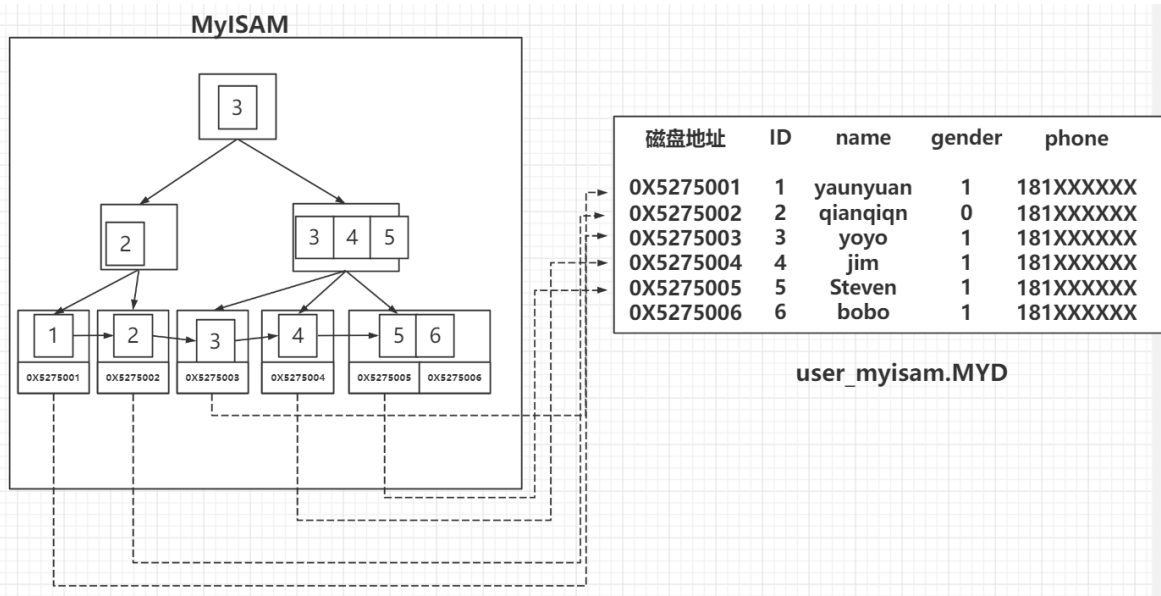 MyISAM
3
2
3 4 5
1 2 3 4 5 6
0X5275001 0X5275002 0X5275003 0X5275004 0X5275005 0X5275006
磁盘地址 ID name gender phone
0X5275001 1 yaunyuan 1 181XXXXXX
0X5275002 2 qianqiqn 0 181XXXXXX
0X5275003 3 yoyo 1 181XXXXXX
0X5275004 4 jim 1 181XXXXXX
0X5275005 5 Steven 1 181XXXXXX
0X5275006 6 bobo 1 181XXXXXX
user_myisam.MYD